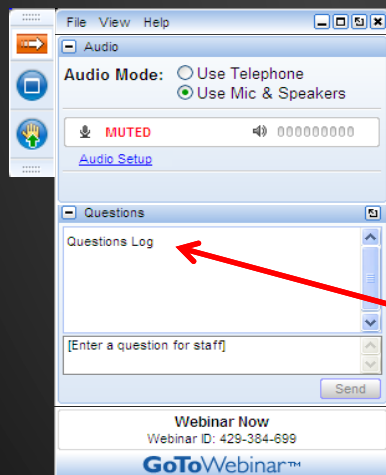 File View Help
Audio
Audio Mode: Use Telephone
Use Mic & Speakers
MUTED 000000000
Audio Setup
Questions
Questions Log
[Enter a question for staff]
Send
Webinar Now
Webinar ID: 429-384-699
GoToWebinar™